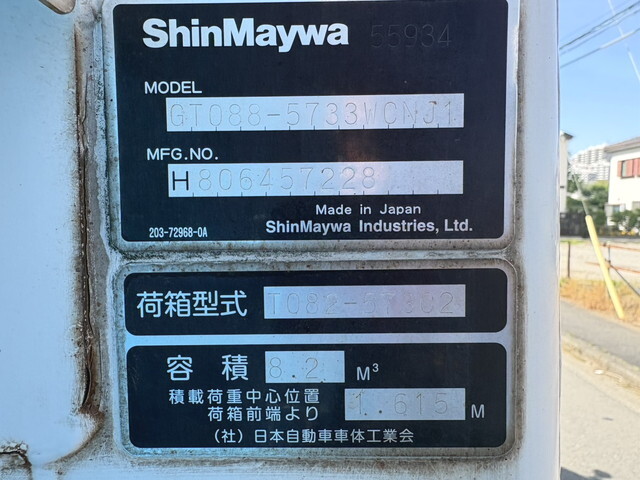 ShinMaywa 55934
MODEL
GT088-5733WCNJ1
MFG.NO.
H806457228
Made in Japan
203-72968-0A ShinMaywa Industries, Ltd.
荷箱型式
容積 8.2 M³
積載荷重中心位置
荷箱前端より 1.615 M
(社)日本自動車車体工業会